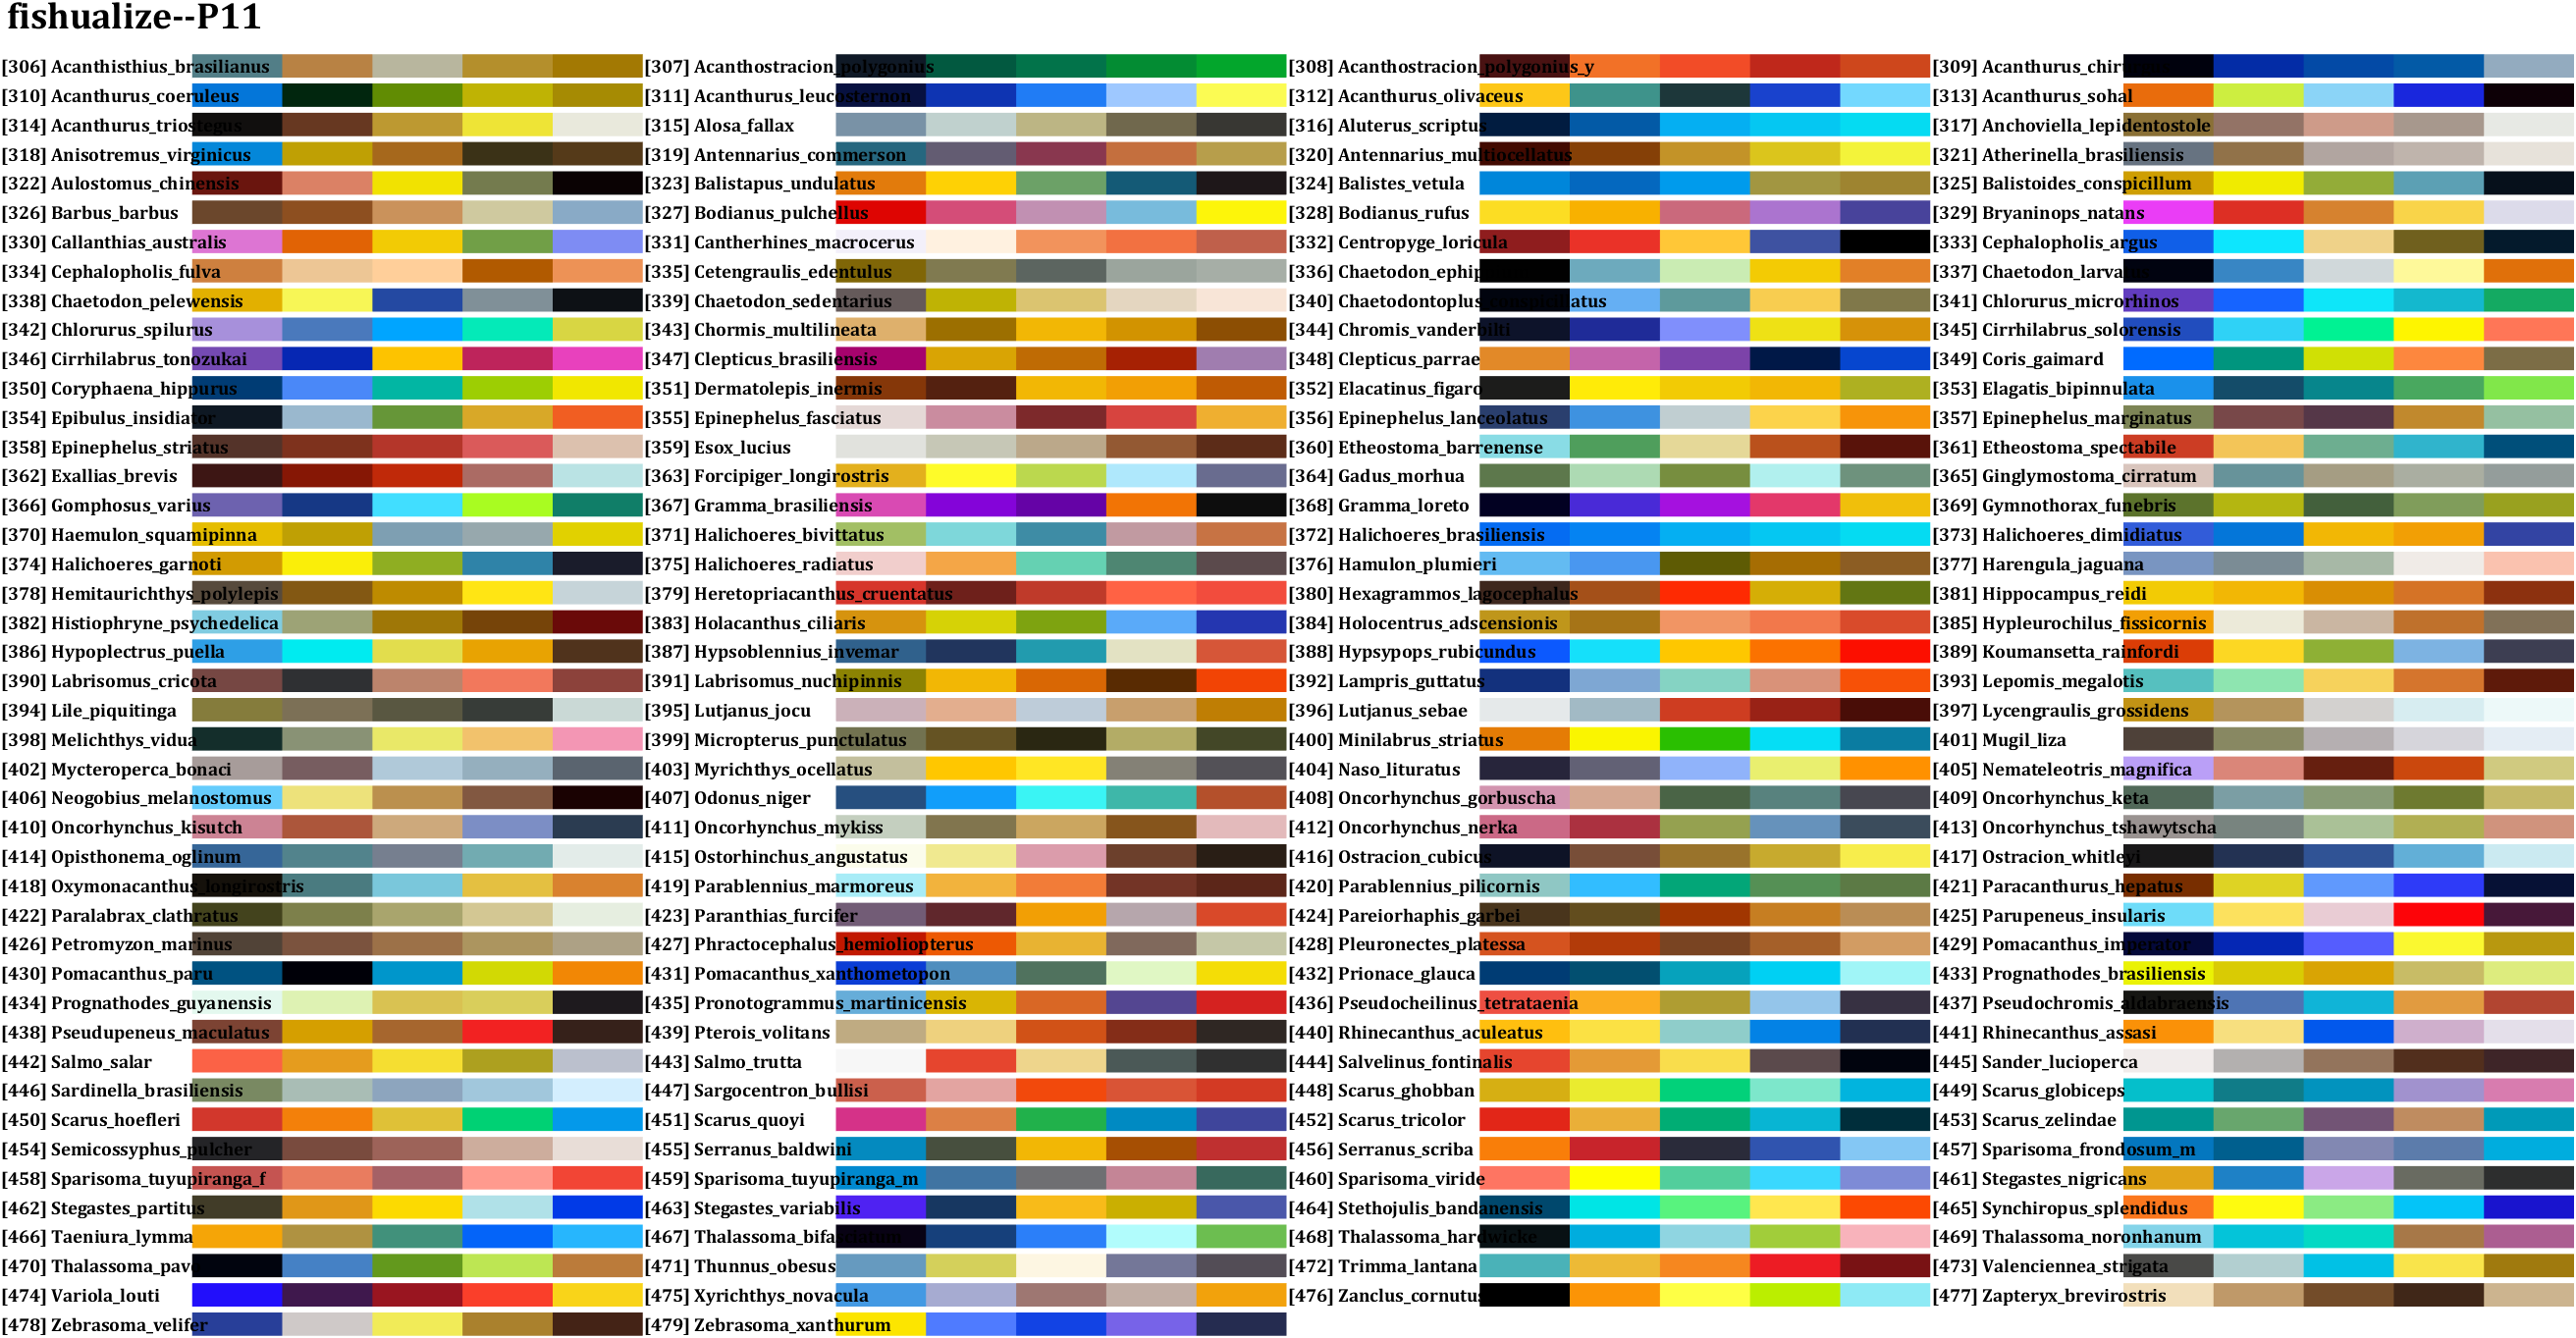 fishualize--P11
[306] Acanthisthius_brasilianus [307] Acanthostracion_polygonius [308] Acanthostracion_polygonius_y [309] Acanthurus_chir
[310] Acanthurus_coeruleus [311] Acanthurus_leucosternon [312] Acanthurus_olivaceus [313] Acanthurus_sohal
[314] Acanthurus_triostegus [315] Alosa_fallax [316] Aluterus_scriptus [317] Anchoviella_lepidentostole
[318] Anisotremus_virginicus [319] Antennarius_commerson [320] Antennarius_multiocellatus [321] Atherinella_brasiliensis
[322] Aulostomus_chinensis [323] Balistapus_undulatus [324] Balistes_vetula [325] Balistoides_conspicillum
[326] Barbus_barbus [327] Bodianus_pulchellus [328] Bodianus_rufus [329] Bryaninops_natans
[330] Callanthias_australis [331] Cantherhines_macrocerus [332] Centropyge_loricula [333] Cephalopholis_argus
[334] Cephalopholis_fulva [335] Cetengraulis_edentulus [336] Chaetodon_ephip [337] Chaetodon_larvatus
[338] Chaetodon_pelewensis [339] Chaetodon_sedentarius [340] Chaetodontoplus_conspicillatus [341] Chlorurus_microrhinos
[342] Chlorurus_spilurus [343] Chormis_multilineata [344] Chromis_vanderbilti [345] Cirrhilabrus_solorensis
[346] Cirrhilabrus_tonozukai [347] Clepticus_brasiliensis [348] Clepticus_parrae [349] Coris_gaimard
[350] Coryphaena_hippurus [351] Dermatolepis_inermis [352] Elacatinus_figaro [353] Elagatis_bipinnulata
[354] Epibulus_insidiator [355] Epinephelus_fasciatus [356] Epinephelus_lanceolatus [357] Epinephelus_marginatus
[358] Epinephelus_striatus [359] Esox_lucius [360] Etheostoma_barrenense [361] Etheostoma_spectabile
[362] Exallias_brevis [363] Forcipiger_longirostris [364] Gadus_morhua [365] Ginglymostoma_cirratum
[366] Gomphosus_varius [367] Gramma_brasiliensis [368] Gramma_loreto [369] Gymnothorax_funebris
[370] Haemulon_squamipinna [371] Halichoeres_bivittatus [372] Halichoeres_brasiliensis [373] Halichoeres_dimidiatus
[374] Halichoeres_garnoti [375] Halichoeres_radiatus [376] Hamulon_plumieri [377] Harengula_jaguana
[378] Hemitaurichthys_polylepis [379] Heretopriacanthus_cruentatus [380] Hexagrammos_lagocephalus [381] Hippocampus_reidi
[382] Histiophryne_psychedelica [383] Holacanthus_ciliaris [384] Holocentrus_adscensionis [385] Hypleurochilus_fissicornis
[386] Hypoplectrus_puella [387] Hypsoblennius_invemar [388] Hypsypops_rubicundus [389] Koumansetta_rainfordi
[390] Labrisomus_cricota [391] Labrisomus_nuchipinnis [392] Lampris_guttatus [393] Lepomis_megalotis
[394] Lile_piquitinga [395] Lutjanus_jocu [396] Lutjanus_sebae [397] Lycengraulis_grossidens
[398] Melichthys_vidua [399] Micropterus_punctulatus [400] Minilabrus_striatus [401] Mugil_liza
[402] Mycteroperca_bonaci [403] Myrichthys_ocellatus [404] Naso_lituratus [405] Nemateleotris_magnifica
[406] Neogobius_melanostomus [407] Odonus_niger [408] Oncorhynchus_gorbuscha [409] Oncorhynchus_keta
[410] Oncorhynchus_kisutch [411] Oncorhynchus_mykiss [412] Oncorhynchus_nerka [413] Oncorhynchus_tshawytscha
[414] Opisthonema_oglinum [415] Ostorhinchus_angustatus [416] Ostracion_cubicus [417] Ostracion_whitleyi
[418] Oxymonacanthus_longirostris [419] Parablennius_marmoreus [420] Parablennius_pilicornis [421] Paracanthurus_hepatus
[422] Paralabrax_clathratus [423] Paranthias_furcifer [424] Pareiorhaphis_garbei [425] Parupeneus_insularis
[426] Petromyzon_marinus [427] Phractocephalus_hemioliopterus [428] Pleuronectes_platessa [429] Pomacanthus_imperator
[430] Pomacanthus_paru [431] Pomacanthus_xanthometopon [432] Prionace_glauca [433] Prognathodes_brasiliensis
[434] Prognathodes_guyanensis [435] Pronotogrammus_martinicensis [436] Pseudocheilinus_tetrataenia [437] Pseudochromis_aldabraensis
[438] Pseudupeneus_maculatus [439] Pterois_volitans [440] Rhinecanthus_aculeatus [441] Rhinecanthus_assasi
[442] Salmo_salar [443] Salmo_trutta [444] Salvelinus_fontinalis [445] Sander_lucioperca
[446] Sardinella_brasiliensis [447] Sargocentron_bullisi [448] Scarus_ghobban [449] Scarus_globiceps
[450] Scarus_hoefleri [451] Scarus_quoyi [452] Scarus_tricolor [453] Scarus_zelindae
[454] Semicossyphus_pulcher [455] Serranus_baldwini [456] Serranus_scriba [457] Sparisoma_frondosum_m
[458] Sparisoma_tuyupiranga_f [459] Sparisoma_tuyupiranga_m [460] Sparisoma_viride [461] Stegastes_nigricans
[462] Stegastes_partitus [463] Stegastes_variabilis [464] Stethojulis_bandanensis [465] Synchiropus_splendidus
[466] Taeniura_lymma [467] Thalassoma_bifasciatum [468] Thalassoma_hardwicke [469] Thalassoma_noronhanum
[470] Thalassoma_pavo [471] Thunnus_obesus [472] Trimma_lantana [473] Valenciennea_strigata
[474] Variola_louti [475] Xyrichthys_novacula [476] Zanclus_cornutus [477] Zapteryx_brevirostris
[478] Zebrasoma_velifer [479] Zebrasoma_xanthurum